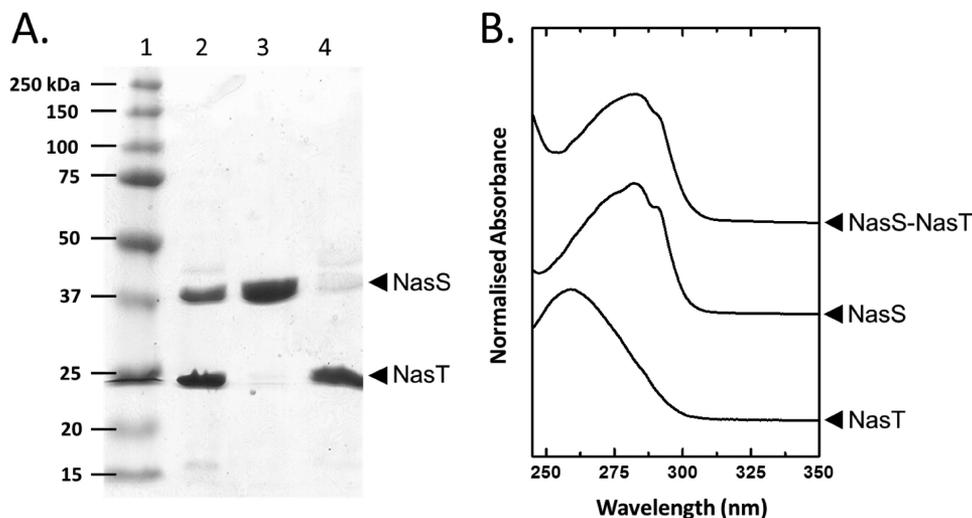 A.
1 2 3 4
250 kDa
150
100
75
50
37
25
20
15
◀ NasS
◀ NasT
B.
Normalised Absorbance
◀ NasS-NasT
◀ NasS
◀ NasT
250 275 300 325 350
Wavelength (nm)